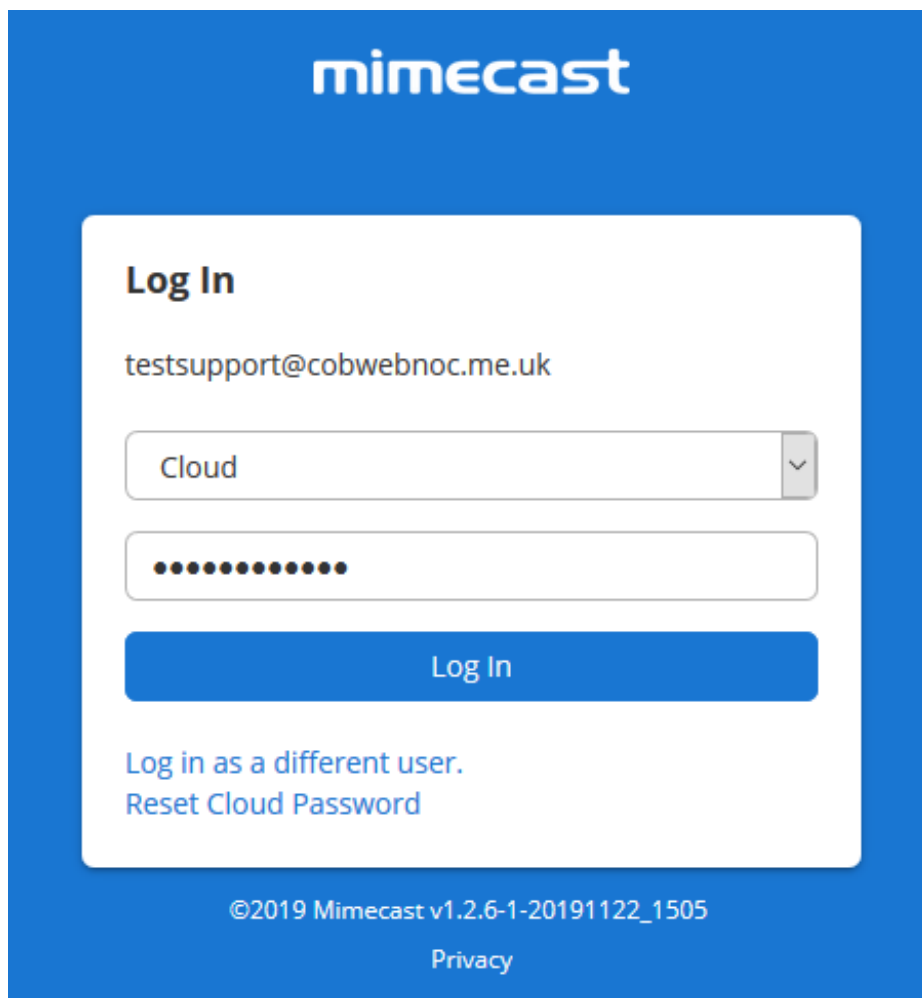 mimecast
Log In
testsupport@cobwebnoc.me.uk
Cloud
••••••••••••
Log In
Log in as a different user.
Reset Cloud Password
©2019 Mimecast v1.2.6-1-20191122_1505
Privacy